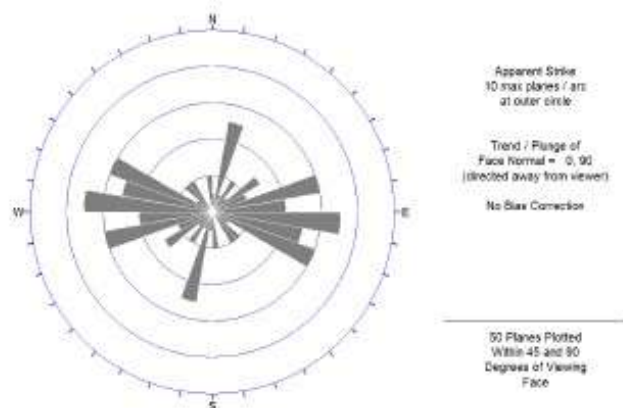 N
Apparent Strike
10 max planes / arc
at outer circle
Trend / Plunge of
Face Normal = 0, 90
(directed away from viewer)
No Bias Correction
W
E
50 Planes Plotted
Within 45 and 90
Degrees of Viewing
Face
S